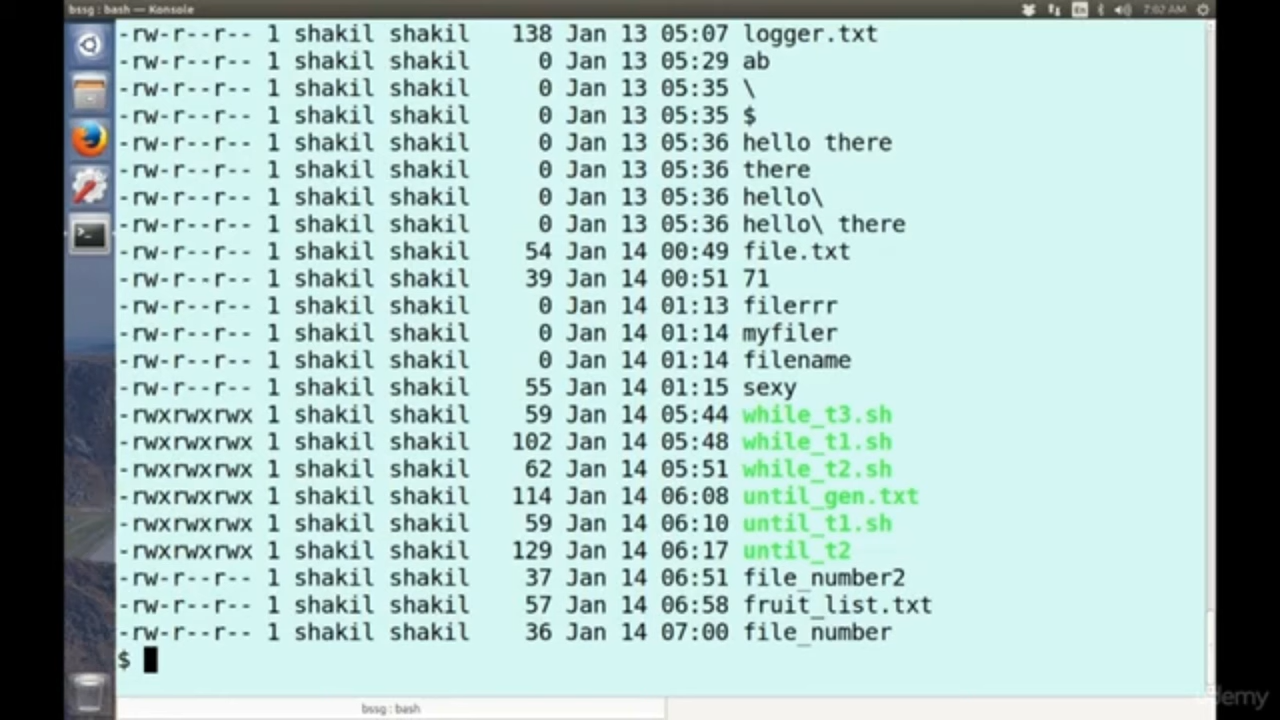 bssg : bash — Konsole En 7:02 AM
-rw-r--r-- 1 shakil shakil 138 Jan 13 05:07 logger.txt
-rw-r--r-- 1 shakil shakil 0 Jan 13 05:29 ab
-rw-r--r-- 1 shakil shakil 0 Jan 13 05:35 \
-rw-r--r-- 1 shakil shakil 0 Jan 13 05:35 $
-rw-r--r-- 1 shakil shakil 0 Jan 13 05:36 hello there
-rw-r--r-- 1 shakil shakil 0 Jan 13 05:36 there
-rw-r--r-- 1 shakil shakil 0 Jan 13 05:36 hello\
-rw-r--r-- 1 shakil shakil 0 Jan 13 05:36 hello\ there
-rw-r--r-- 1 shakil shakil 54 Jan 14 00:49 file.txt
-rw-r--r-- 1 shakil shakil 39 Jan 14 00:51 71
-rw-r--r-- 1 shakil shakil 0 Jan 14 01:13 filerrr
-rw-r--r-- 1 shakil shakil 0 Jan 14 01:14 myfiler
-rw-r--r-- 1 shakil shakil 0 Jan 14 01:14 filename
-rw-r--r-- 1 shakil shakil 55 Jan 14 01:15 sexy
-rwxrwxrwx 1 shakil shakil 59 Jan 14 05:44 while_t3.sh
-rwxrwxrwx 1 shakil shakil 102 Jan 14 05:48 while_t1.sh
-rwxrwxrwx 1 shakil shakil 62 Jan 14 05:51 while_t2.sh
-rwxrwxrwx 1 shakil shakil 114 Jan 14 06:08 until_gen.txt
-rwxrwxrwx 1 shakil shakil 59 Jan 14 06:10 until_t1.sh
-rwxrwxrwx 1 shakil shakil 129 Jan 14 06:17 until_t2
-rw-r--r-- 1 shakil shakil 37 Jan 14 06:51 file_number2
-rw-r--r-- 1 shakil shakil 57 Jan 14 06:58 fruit_list.txt
-rw-r--r-- 1 shakil shakil 36 Jan 14 07:00 file_number
$
bssg : bash
udemy